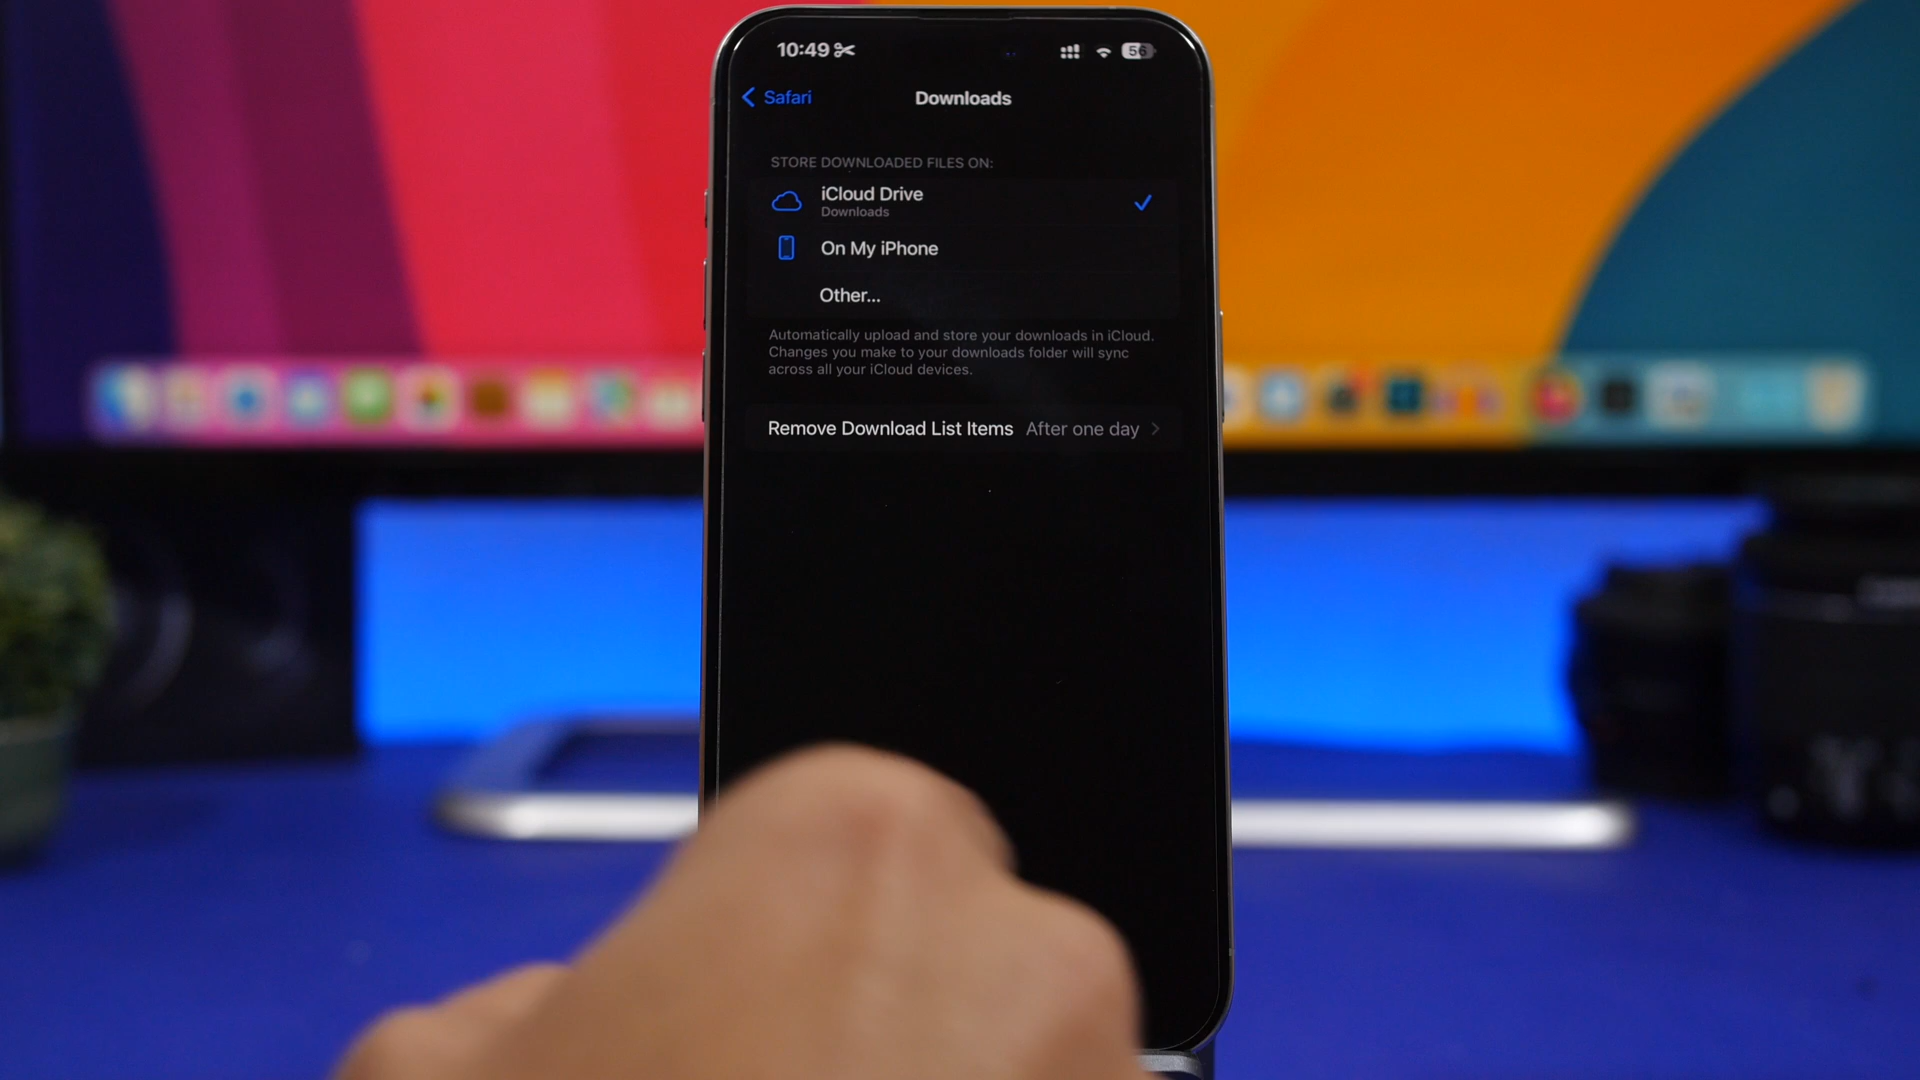 10:49
56
Safari
Downloads
STORE DOWNLOADED FILES ON:
iCloud Drive
Downloads
On My iPhone
Other...
Automatically upload and store your downloads in iCloud.
Changes you make to your downloads folder will sync
across all your iCloud devices.
Remove Download List Items After one day